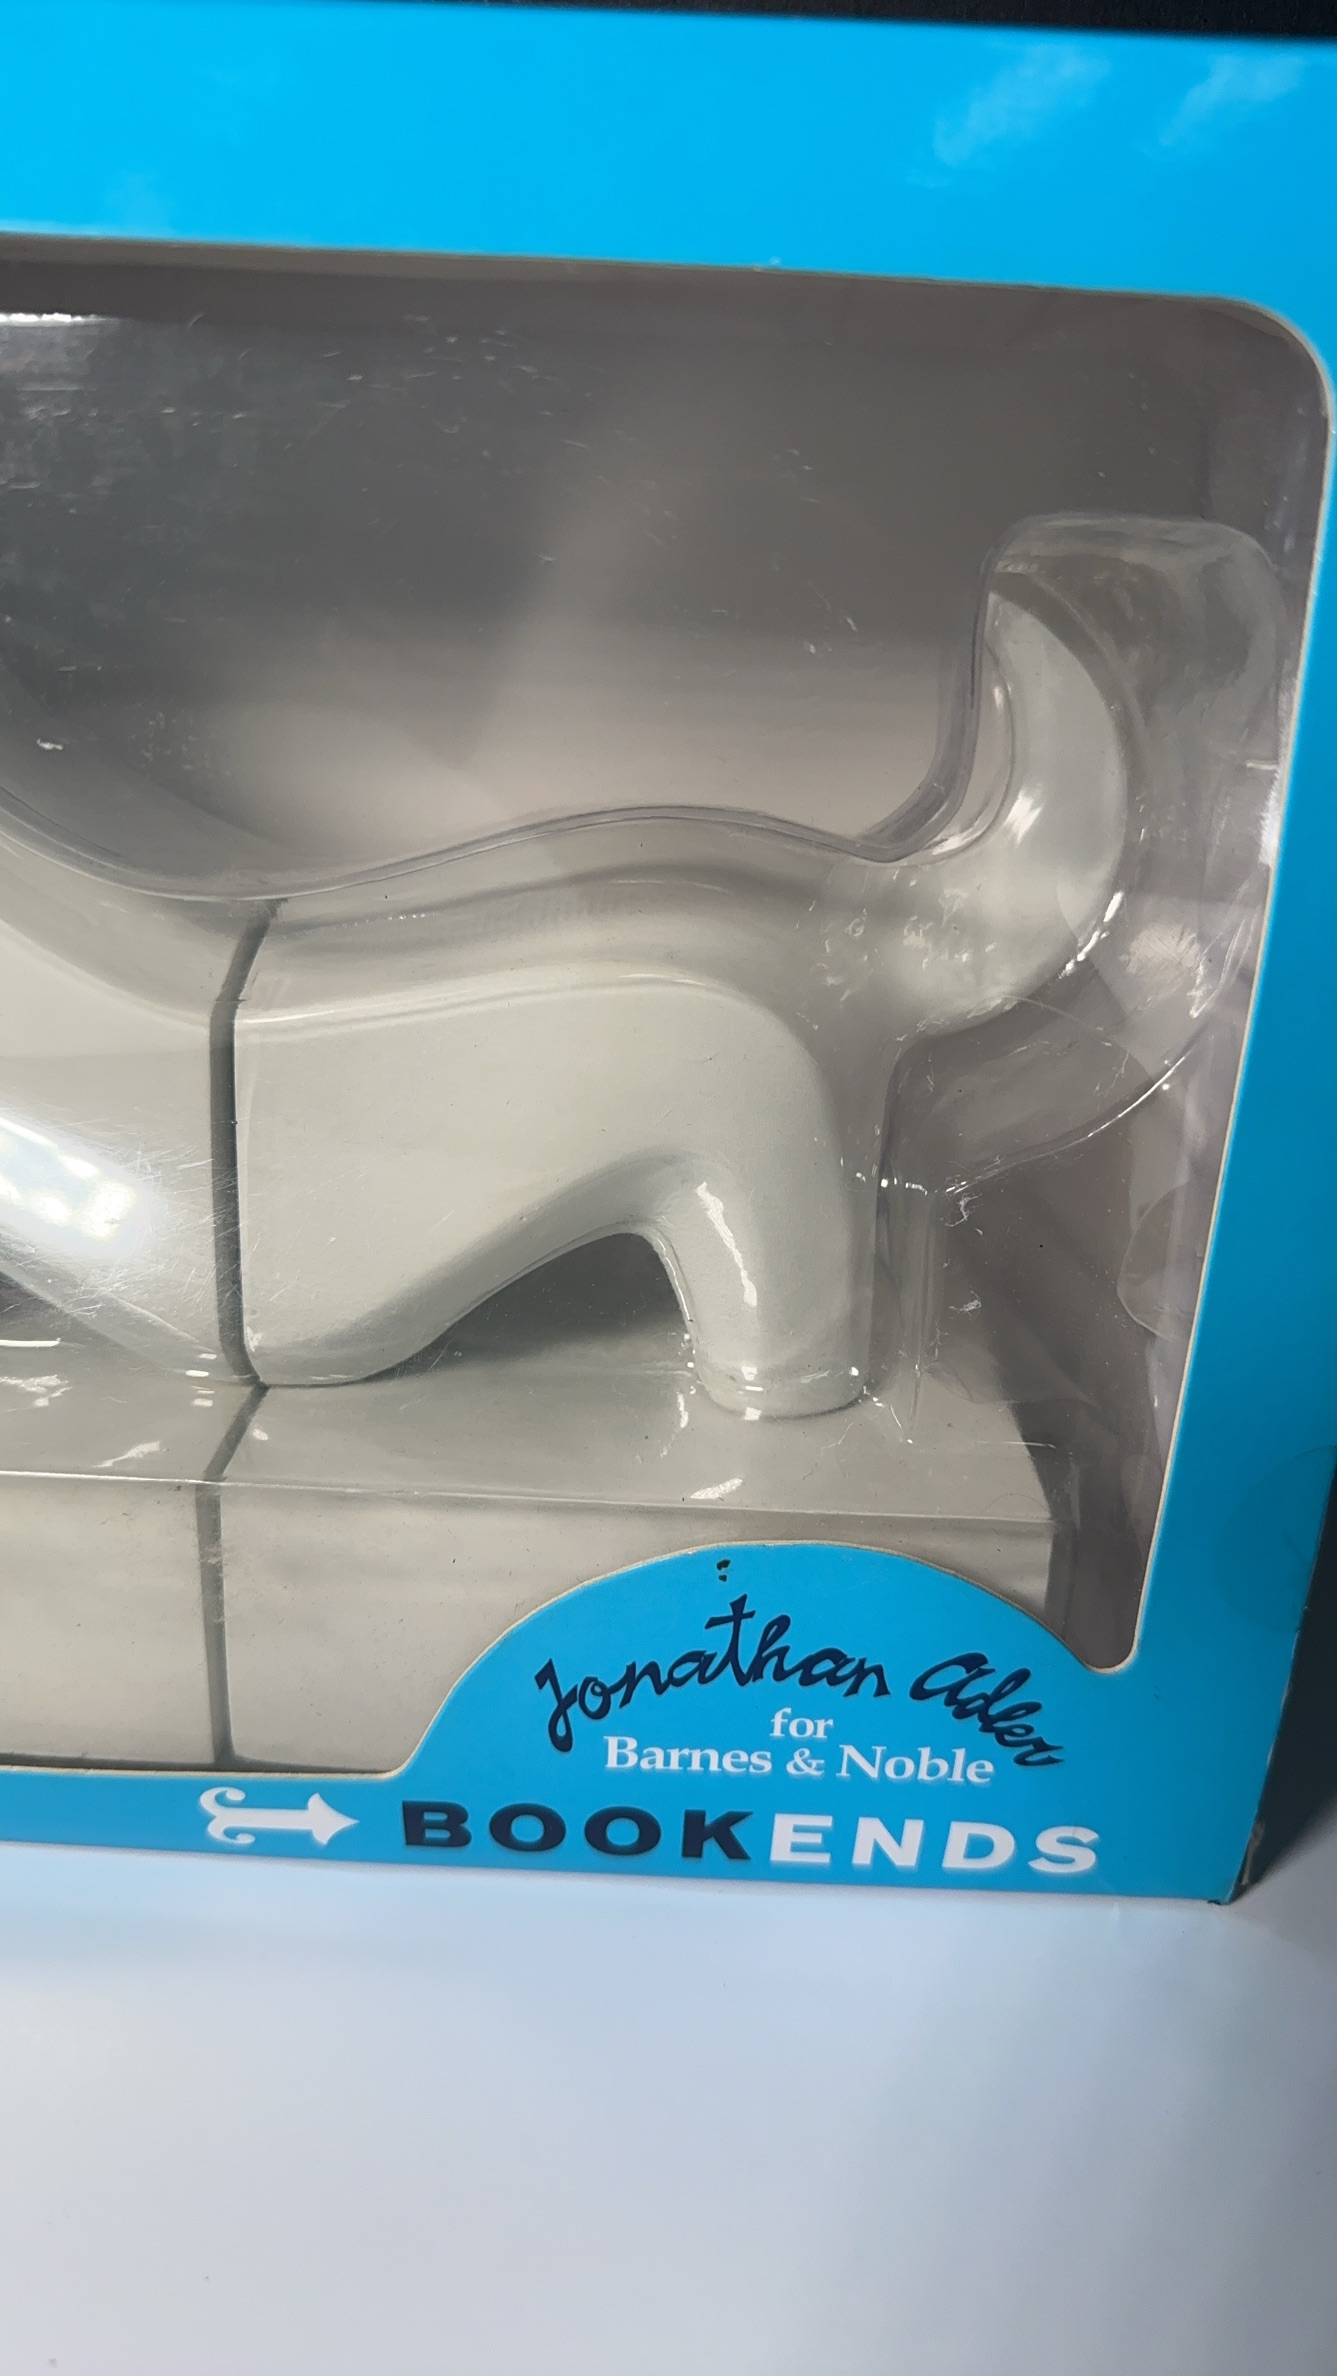 Jonathan Adler
for
Barnes & Noble
BOOKENDS